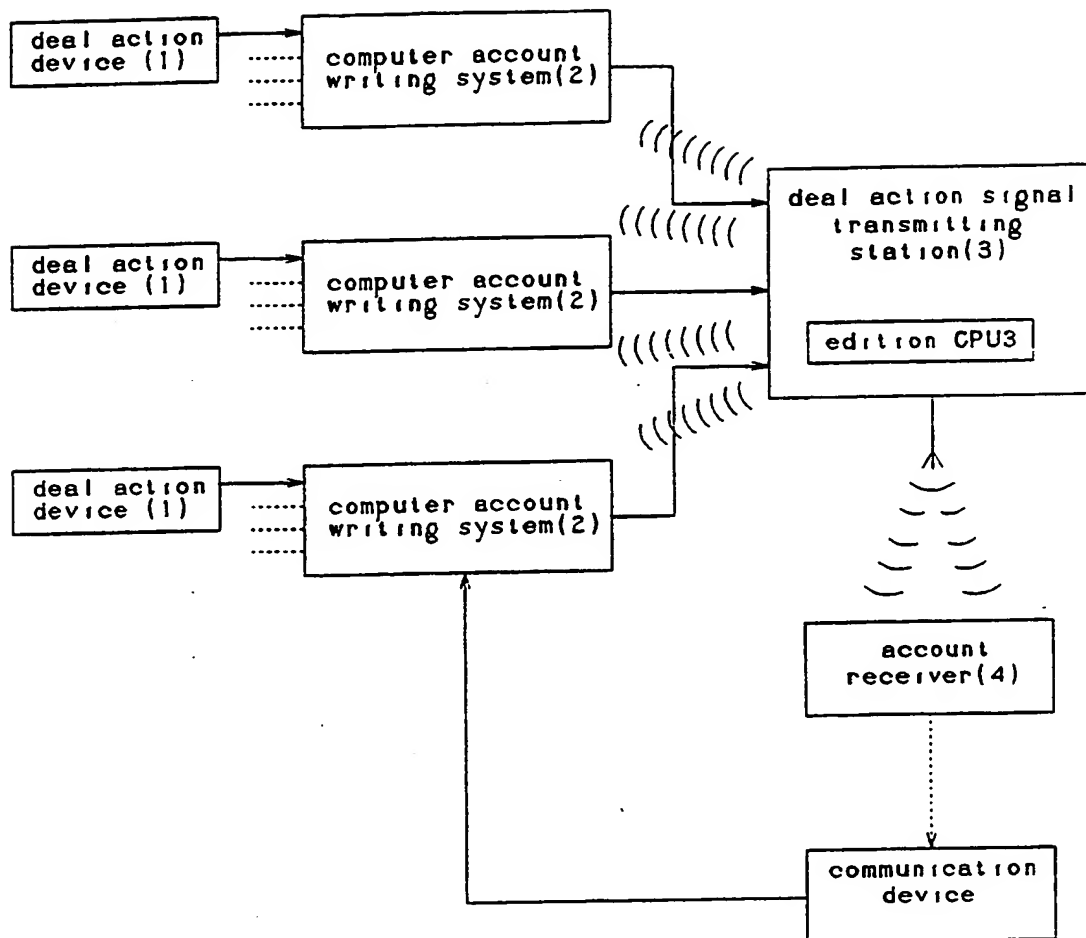 deal action
device (1)
computer account
writing system(2)
deal action signal
transmitting
station(3)
deal action
device (1)
computer account
writing system(2)
edition CPU3
deal action
device (1)
computer account
writing system(2)
account
receiver(4)
communication
device